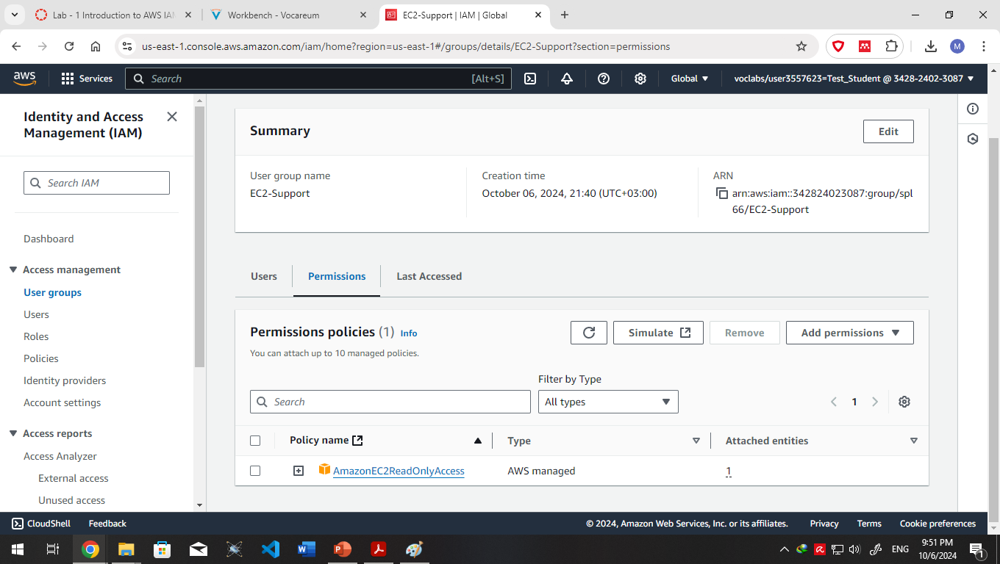 Lab - 1 Introduction to AWS IAM
Workbench - Vocareum
EC2-Support | IAM | Global
us-east-1.console.aws.amazon.com/iam/home?region=us-east-1#/groups/details/EC2-Support?section=permissions
M
aws
Services
Search
[Alt+S]
Global
voclabs/user3557623=Test_Student @ 3428-2402-3087
Identity and Access
Management (IAM)
Search IAM
Dashboard
Access management
User groups
Users
Roles
Policies
Identity providers
Account settings
Access reports
Access Analyzer
External access
Unused access
Summary
Edit
User group name
EC2-Support
Creation time
October 06, 2024, 21:40 (UTC+03:00)
ARN
arn:aws:iam::342824023087:group/spl
66/EC2-Support
Users
Permissions
Last Accessed
Permissions policies (1)
Info
You can attach up to 10 managed policies.
Simulate
Remove
Add permissions
Filter by Type
Search
All types
1
Policy name
Type
Attached entities
AmazonEC2ReadOnlyAccess
AWS managed
1
CloudShell
Feedback
© 2024, Amazon Web Services, Inc. or its affiliates.
Privacy
Terms
Cookie preferences
ENG
9:51 PM
10/6/2024
1